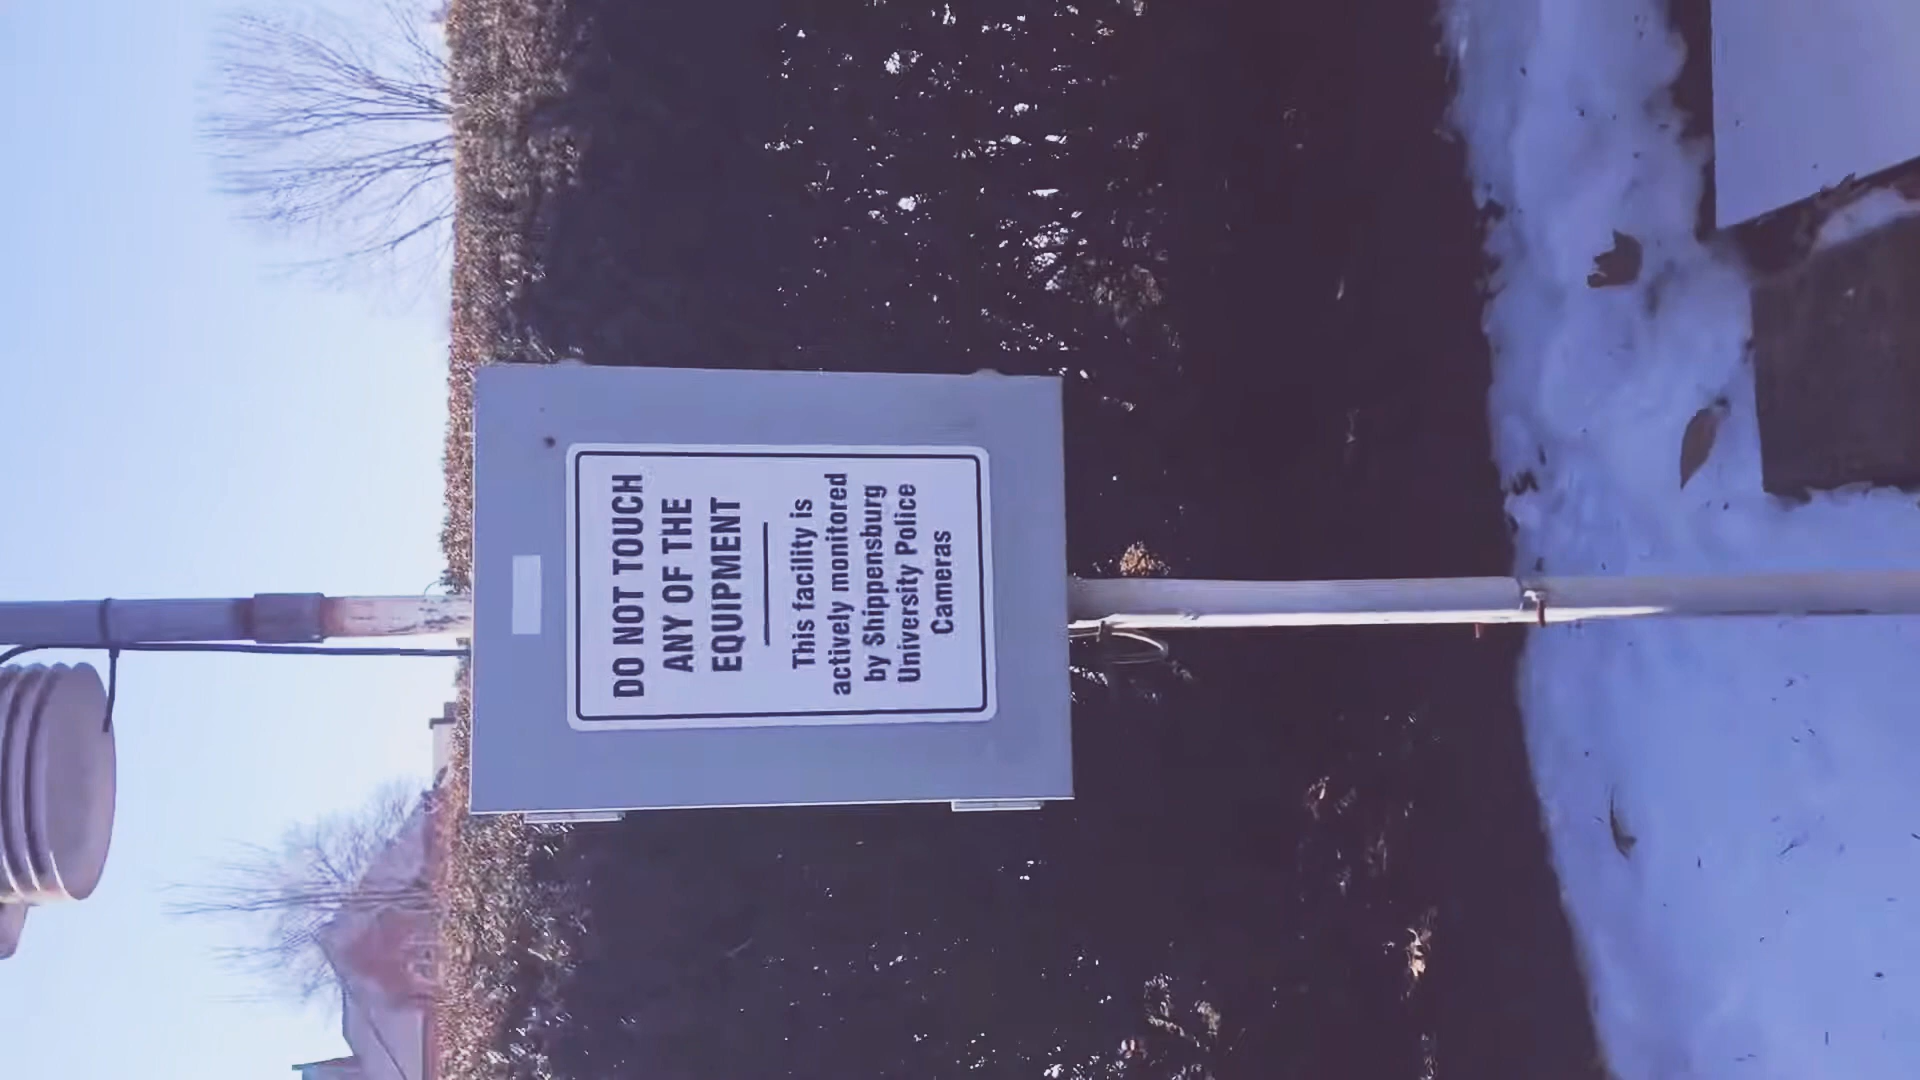 DO NOT TOUCH
ANY OF THE
EQUIPMENT
This facility is
actively monitored
by Shippensburg
University Police
Cameras